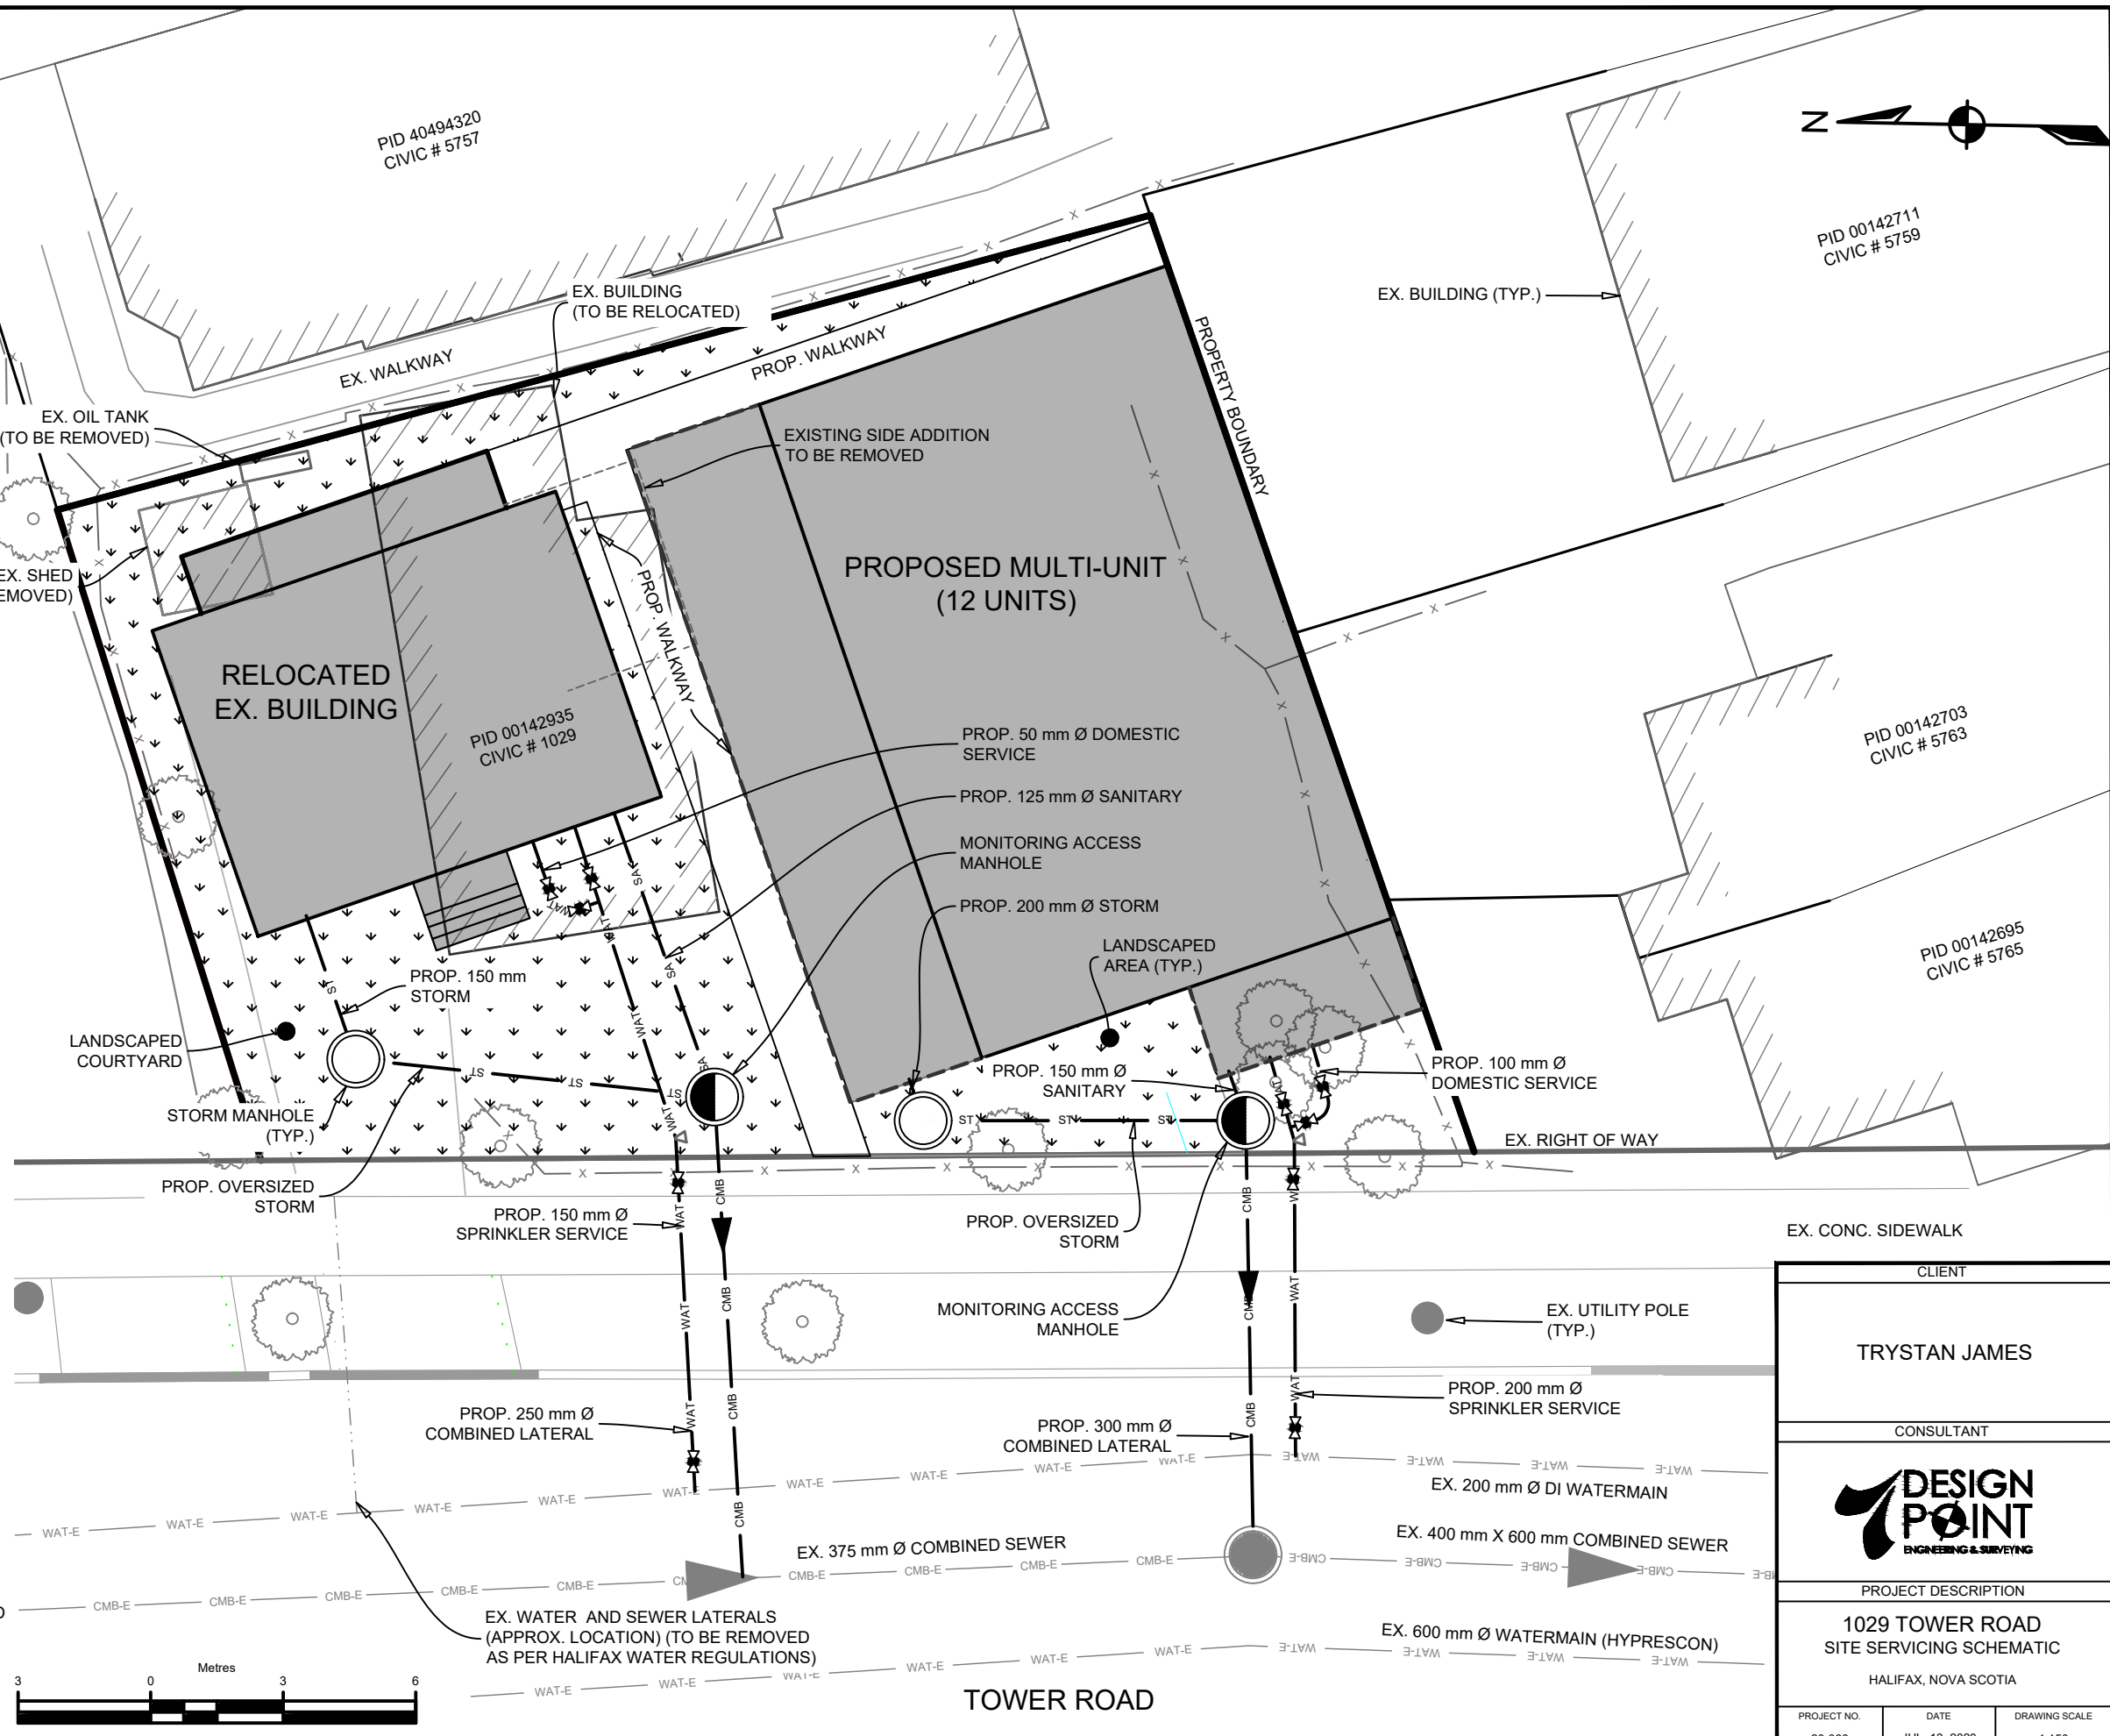 PID 40494320
CIVIC # 5757
N
PID 00142711
CIVIC # 5759
EX. BUILDING
(TO BE RELOCATED)
EX. BUILDING (TYP.)
PROPERTY BOUNDARY
EX. WALKWAY
PROP. WALKWAY
EX. OIL TANK
(TO BE REMOVED)
EXISTING SIDE ADDITION
TO BE REMOVED
EX. SHED
EMOVED)
PROP. WALKWAY
PROPOSED MULTI-UNIT
(12 UNITS)
RELOCATED
EX. BUILDING
PID 00142935
CIVIC # 1029
PID 00142703
CIVIC # 5763
PROP. 50 mm Ø DOMESTIC
SERVICE
PROP. 125 mm Ø SANITARY
MONITORING ACCESS
MANHOLE
PROP. 200 mm Ø STORM
LANDSCAPED
AREA (TYP.)
PID 00142695
CIVIC # 5765
PROP. 150 mm
STORM
LANDSCAPED
COURTYARD
PROP. 150 mm Ø
SANITARY
PROP. 100 mm Ø
DOMESTIC SERVICE
STORM MANHOLE
(TYP.)
EX. RIGHT OF WAY
PROP. OVERSIZED
STORM
PROP. 150 mm Ø
SPRINKLER SERVICE
PROP. OVERSIZED
STORM
EX. CONC. SIDEWALK
MONITORING ACCESS
MANHOLE
EX. UTILITY POLE
(TYP.)
PROP. 250 mm Ø
COMBINED LATERAL
PROP. 300 mm Ø
COMBINED LATERAL
PROP. 200 mm Ø
SPRINKLER SERVICE
EX. 200 mm Ø DI WATERMAIN
EX. 375 mm Ø COMBINED SEWER
EX. 400 mm X 600 mm COMBINED SEWER
EX. WATER AND SEWER LATERALS
(APPROX. LOCATION) (TO BE REMOVED
AS PER HALIFAX WATER REGULATIONS)
EX. 600 mm Ø WATERMAIN (HYPRESCON)
TOWER ROAD
Metres
3 0 3 6
CLIENT
TRYSTAN JAMES
CONSULTANT
DESIGN
POINT
ENGINEERING & SURVEYING
PROJECT DESCRIPTION
1029 TOWER ROAD
SITE SERVICING SCHEMATIC
HALIFAX, NOVA SCOTIA
PROJECT NO. DATE DRAWING SCALE